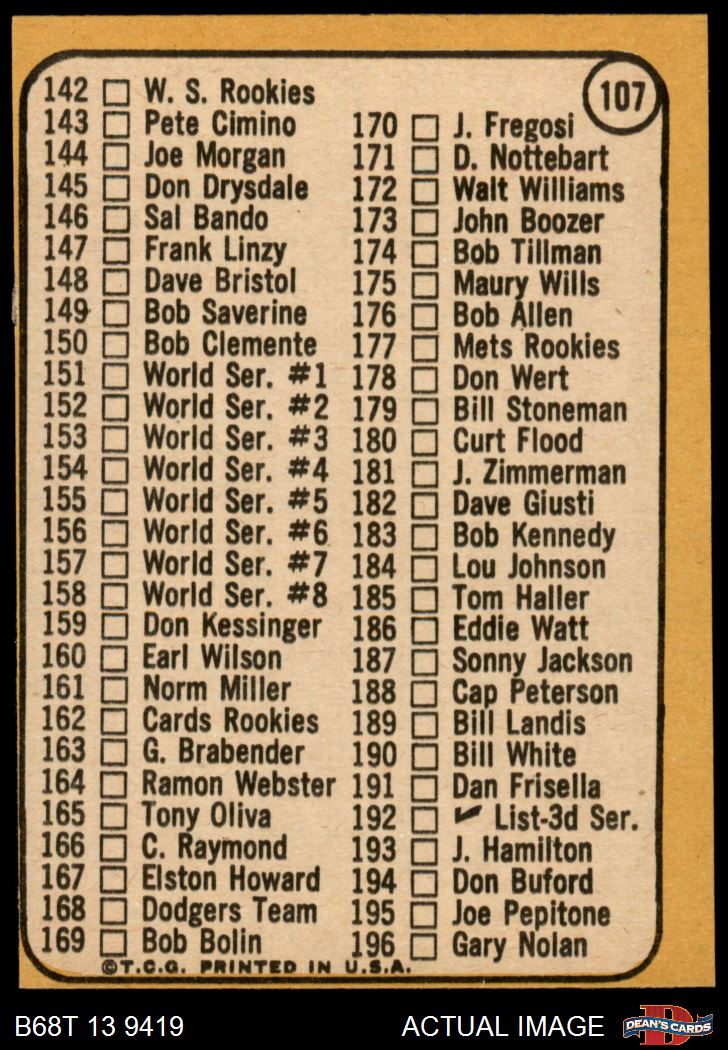 107
142 W. S. Rookies
143 Pete Cimino
144 Joe Morgan
145 Don Drysdale
146 Sal Bando
147 Frank Linzy
148 Dave Bristol
149 Bob Saverine
150 Bob Clemente
151 World Ser. #1
152 World Ser. #2
153 World Ser. #3
154 World Ser. #4
155 World Ser. #5
156 World Ser. #6
157 World Ser. #7
158 World Ser. #8
159 Don Kessinger
160 Earl Wilson
161 Norm Miller
162 Cards Rookies
163 G. Brabender
164 Ramon Webster
165 Tony Oliva
166 C. Raymond
167 Elston Howard
168 Dodgers Team
169 Bob Bolin
170 J. Fregosi
171 D. Nottebart
172 Walt Williams
173 John Boozer
174 Bob Tillman
175 Maury Wills
176 Bob Allen
177 Mets Rookies
178 Don Wert
179 Bill Stoneman
180 Curt Flood
181 J. Zimmerman
182 Dave Giusti
183 Bob Kennedy
184 Lou Johnson
185 Tom Haller
186 Eddie Watt
187 Sonny Jackson
188 Cap Peterson
189 Bill Landis
190 Bill White
191 Dan Frisella
192 ✔ List-3d Ser.
193 J. Hamilton
194 Don Buford
195 Joe Pepitone
196 Gary Nolan
©T.C.G. PRINTED IN U.S.A.
B68T 13 9419
ACTUAL IMAGE
DEAN'S CARDS